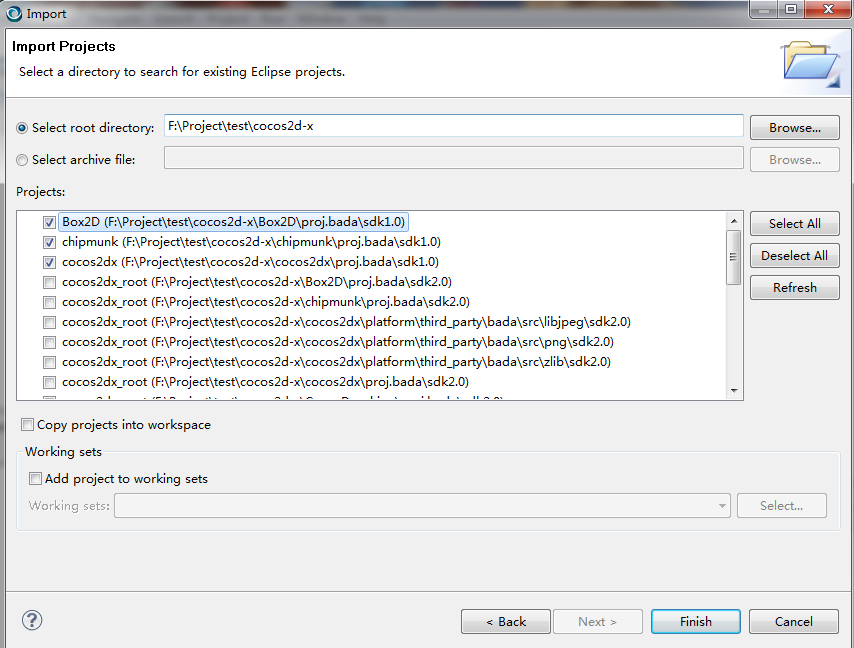 Import
Import Projects
Select a directory to search for existing Eclipse projects.
Select root directory: F:\Project\test\cocos2d-x Browse...
Select archive file: Browse...
Projects:
Box2D (F:\Project\test\cocos2d-x\Box2D\proj.bada\sdk1.0)
chipmunk (F:\Project\test\cocos2d-x\chipmunk\proj.bada\sdk1.0)
cocos2dx (F:\Project\test\cocos2d-x\cocos2dx\proj.bada\sdk1.0)
cocos2dx_root (F:\Project\test\cocos2d-x\Box2D\proj.bada\sdk2.0)
cocos2dx_root (F:\Project\test\cocos2d-x\chipmunk\proj.bada\sdk2.0)
cocos2dx_root (F:\Project\test\cocos2d-x\cocos2dx\platform\third_party\bada\src\libjpeg\sdk2.0)
cocos2dx_root (F:\Project\test\cocos2d-x\cocos2dx\platform\third_party\bada\src\png\sdk2.0)
cocos2dx_root (F:\Project\test\cocos2d-x\cocos2dx\platform\third_party\bada\src\zlib\sdk2.0)
cocos2dx_root (F:\Project\test\cocos2d-x\cocos2dx\proj.bada\sdk2.0)
Select All
Deselect All
Refresh
Copy projects into workspace
Working sets
Add project to working sets
Working sets: Select...
? < Back Next > Finish Cancel